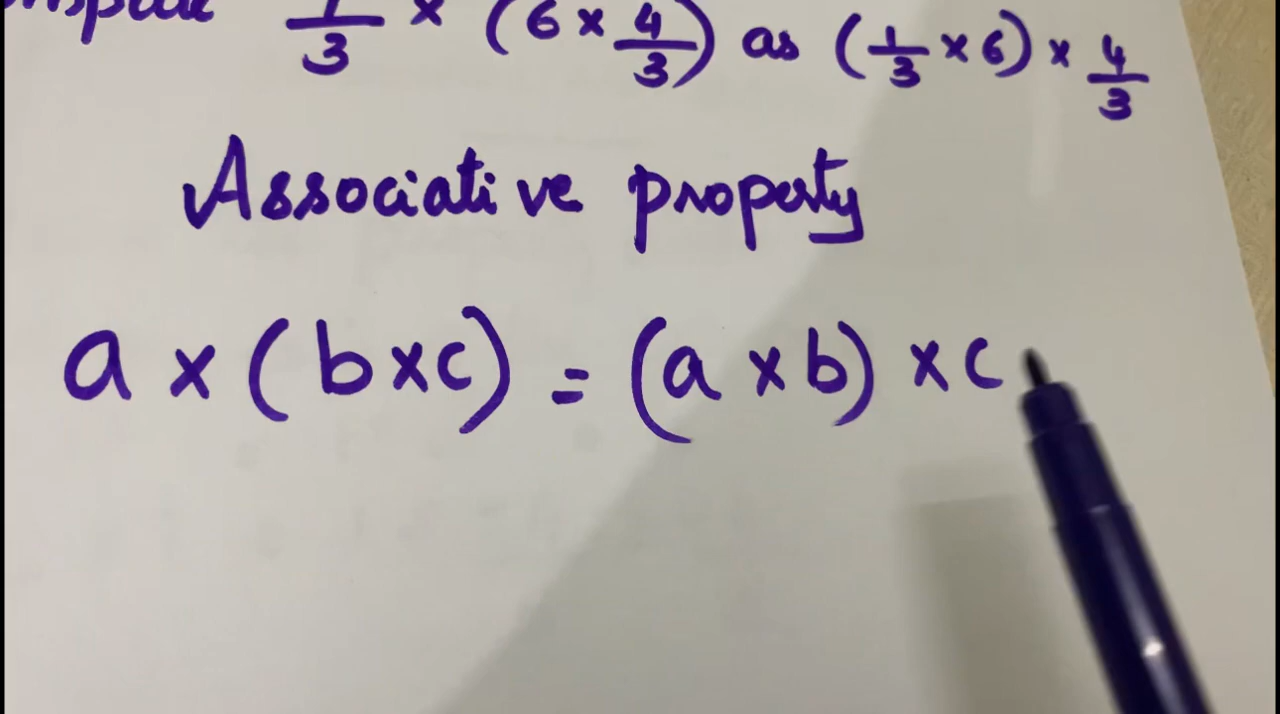 1/3 × (6 × 4/3) as (1/3 × 6) × 4/3
Associative property
a × (b × c) = (a × b) × c